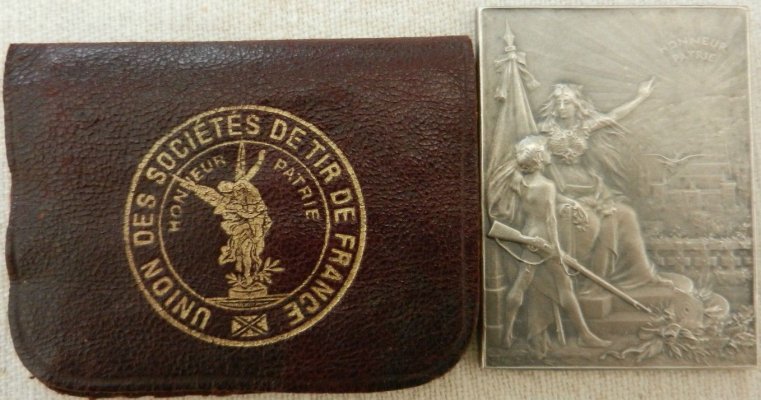 UNION DES SOCIÉTÉS DE TIR DE FRANCE
HONNEUR PATRIE
HONNEUR
PATRIE